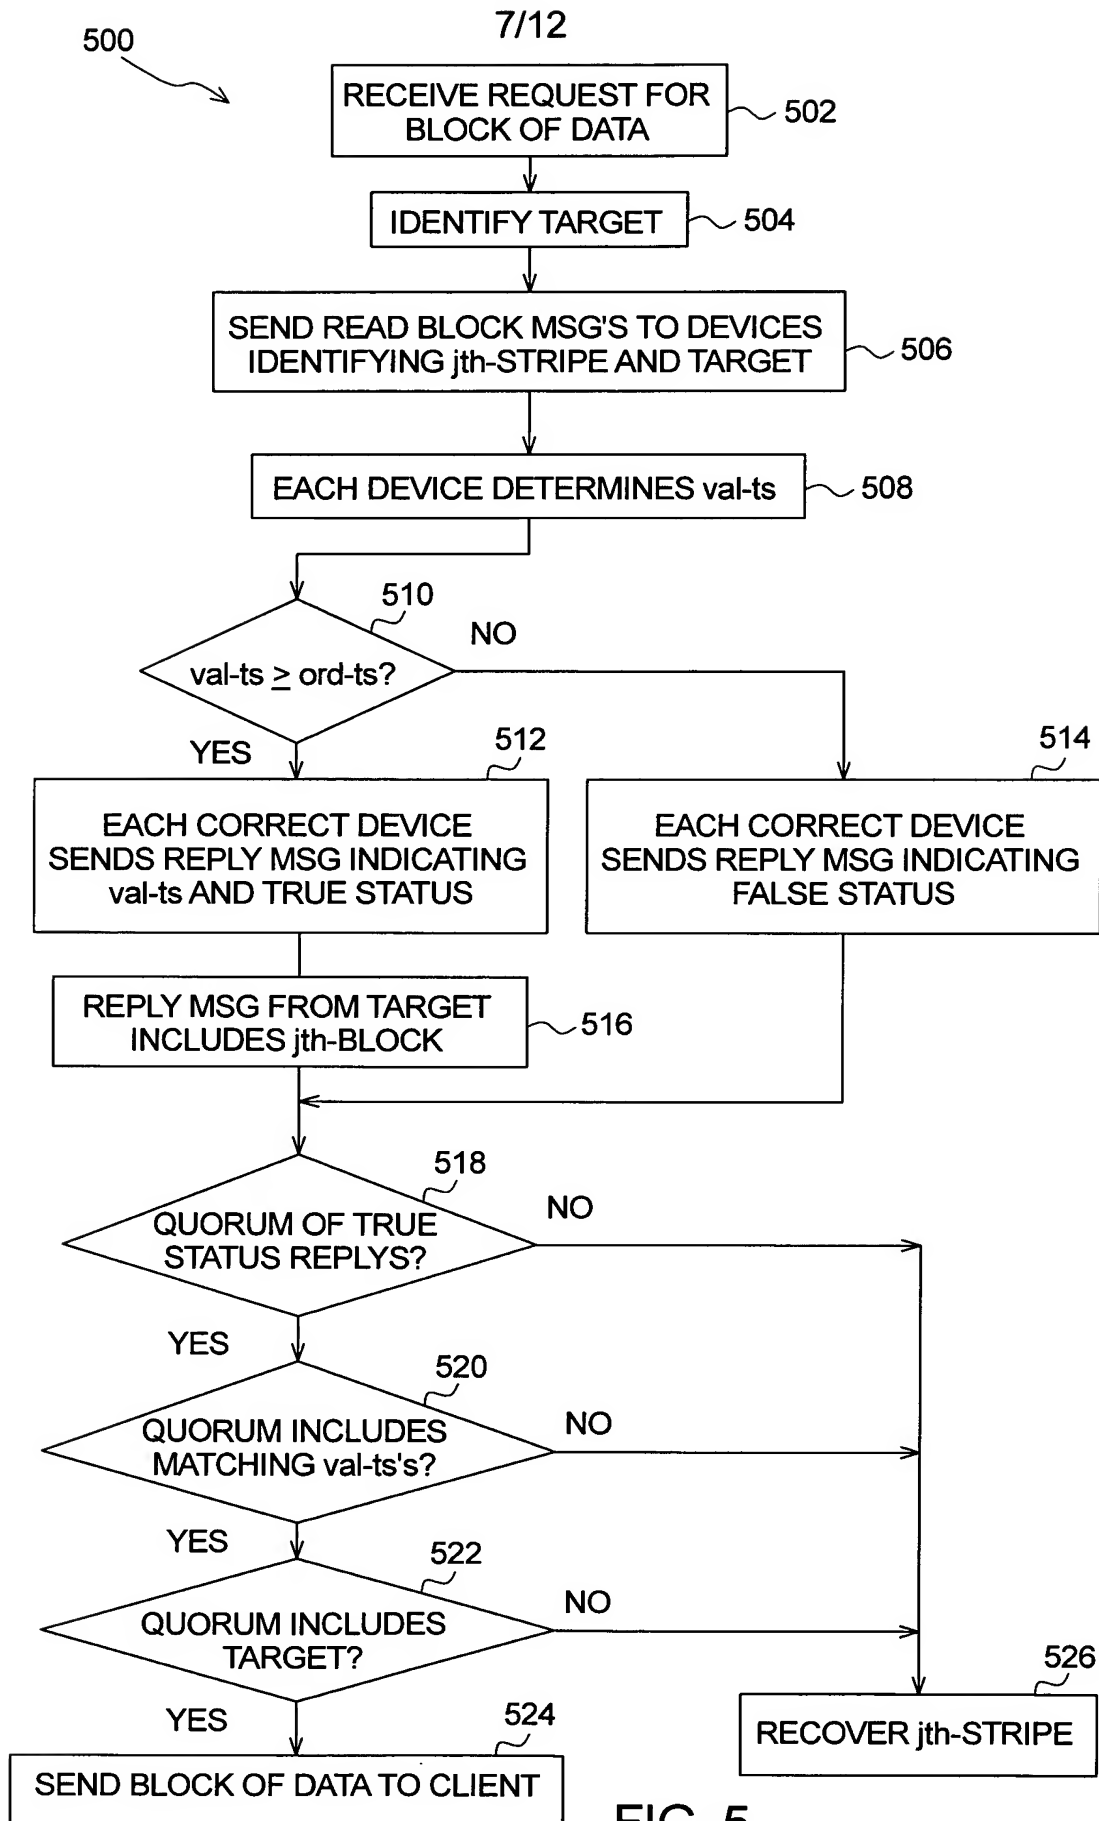 7/12
500
RECEIVE REQUEST FOR
BLOCK OF DATA
502
IDENTIFY TARGET
504
SEND READ BLOCK MSG'S TO DEVICES
IDENTIFYING jth-STRIPE AND TARGET
506
EACH DEVICE DETERMINES val-ts
508
510
NO
val-ts ≥ ord-ts?
YES
512
514
EACH CORRECT DEVICE
SENDS REPLY MSG INDICATING
val-ts AND TRUE STATUS
EACH CORRECT DEVICE
SENDS REPLY MSG INDICATING
FALSE STATUS
REPLY MSG FROM TARGET
INCLUDES jth-BLOCK
516
518
NO
QUORUM OF TRUE
STATUS REPLYS?
YES
520
NO
QUORUM INCLUDES
MATCHING val-ts's?
YES
522
NO
QUORUM INCLUDES
TARGET?
YES
524
526
RECOVER jth-STRIPE
SEND BLOCK OF DATA TO CLIENT
FIG. 5